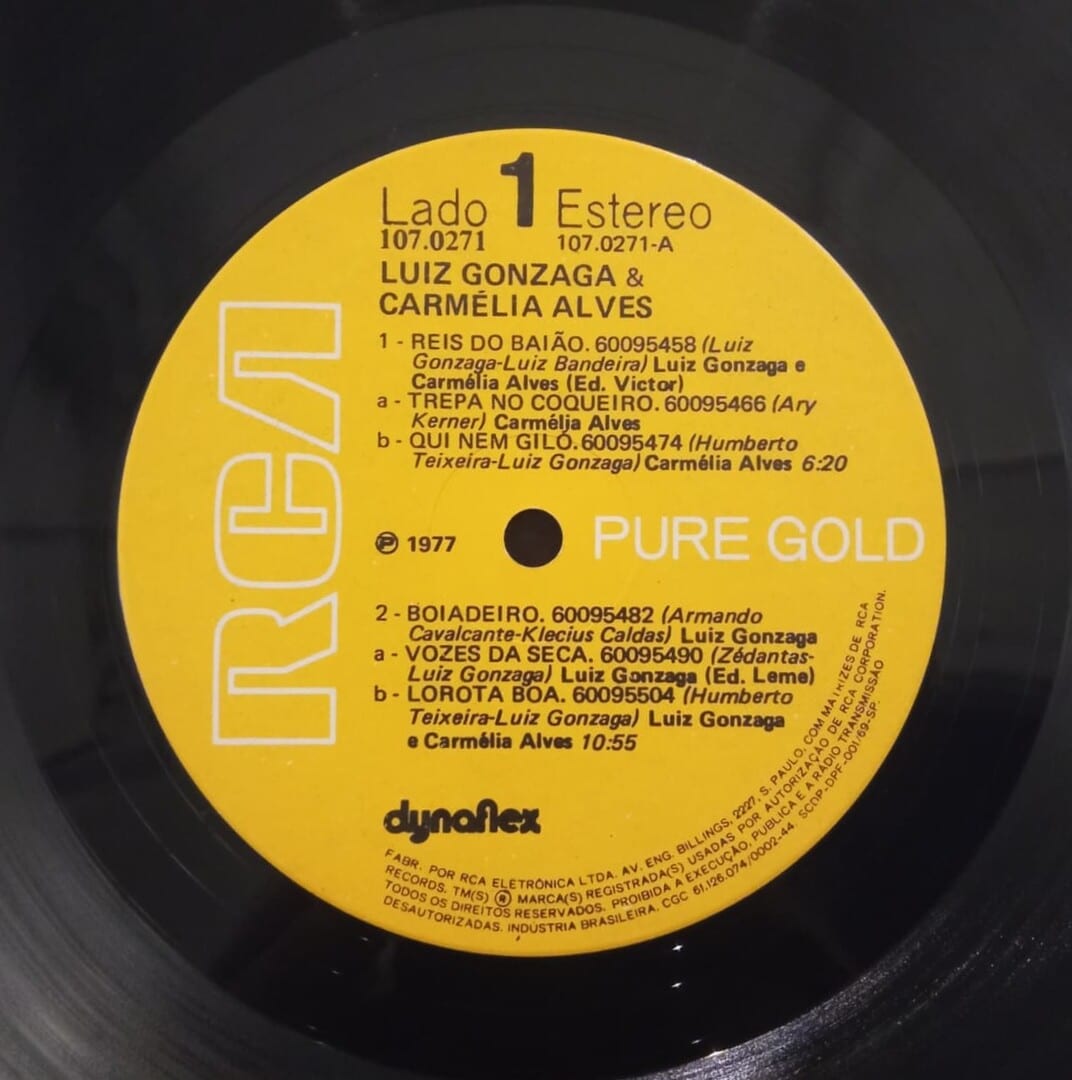 Lado 1 Estereo
107.0271 107.0271-A
LUIZ GONZAGA &
CARMÉLIA ALVES
1 - REIS DO BAIÃO. 60095458 (Luiz
Gonzaga-Luiz Bandeira) Luiz Gonzaga e
Carmélia Alves (Ed. Victor)
a - TREPA NO COQUEIRO. 60095466 (Ary
Kerner) Carmélia Alves
b - QUI NEM GILÓ. 60095474 (Humberto
Teixeira-Luiz Gonzaga) Carmélia Alves 6:20
RCA
℗ 1977
PURE GOLD
2 - BOIADEIRO. 60095482 (Armando
Cavalcante-Klecius Caldas) Luiz Gonzaga
a - VOZES DA SECA. 60095490 (Zédantas-
Luiz Gonzaga) Luiz Gonzaga (Ed. Leme)
b - LOROTA BOA. 60095504 (Humberto
Teixeira-Luiz Gonzaga) Luiz Gonzaga
e Carmélia Alves 10:55
dynaflex
FABR. POR RCA ELETRÔNICA LTDA. AV. ENG. BILLINGS, 2227, S. PAULO, COM MATRIZES DE RCA
RECORDS. TM(S) ® MARCA(S) REGISTRADA(S) USADAS POR AUTORIZAÇÃO DE RCA CORPORATION.
TODOS OS DIREITOS RESERVADOS. PROIBIDA A EXECUÇÃO, PUBLICA E A RÁDIO TRANSMISSÃO
DESAUTORIZADAS. INDÚSTRIA BRASILEIRA. CGC 61.126.074/0002-44 SCDP-DPF-001/69-SP.